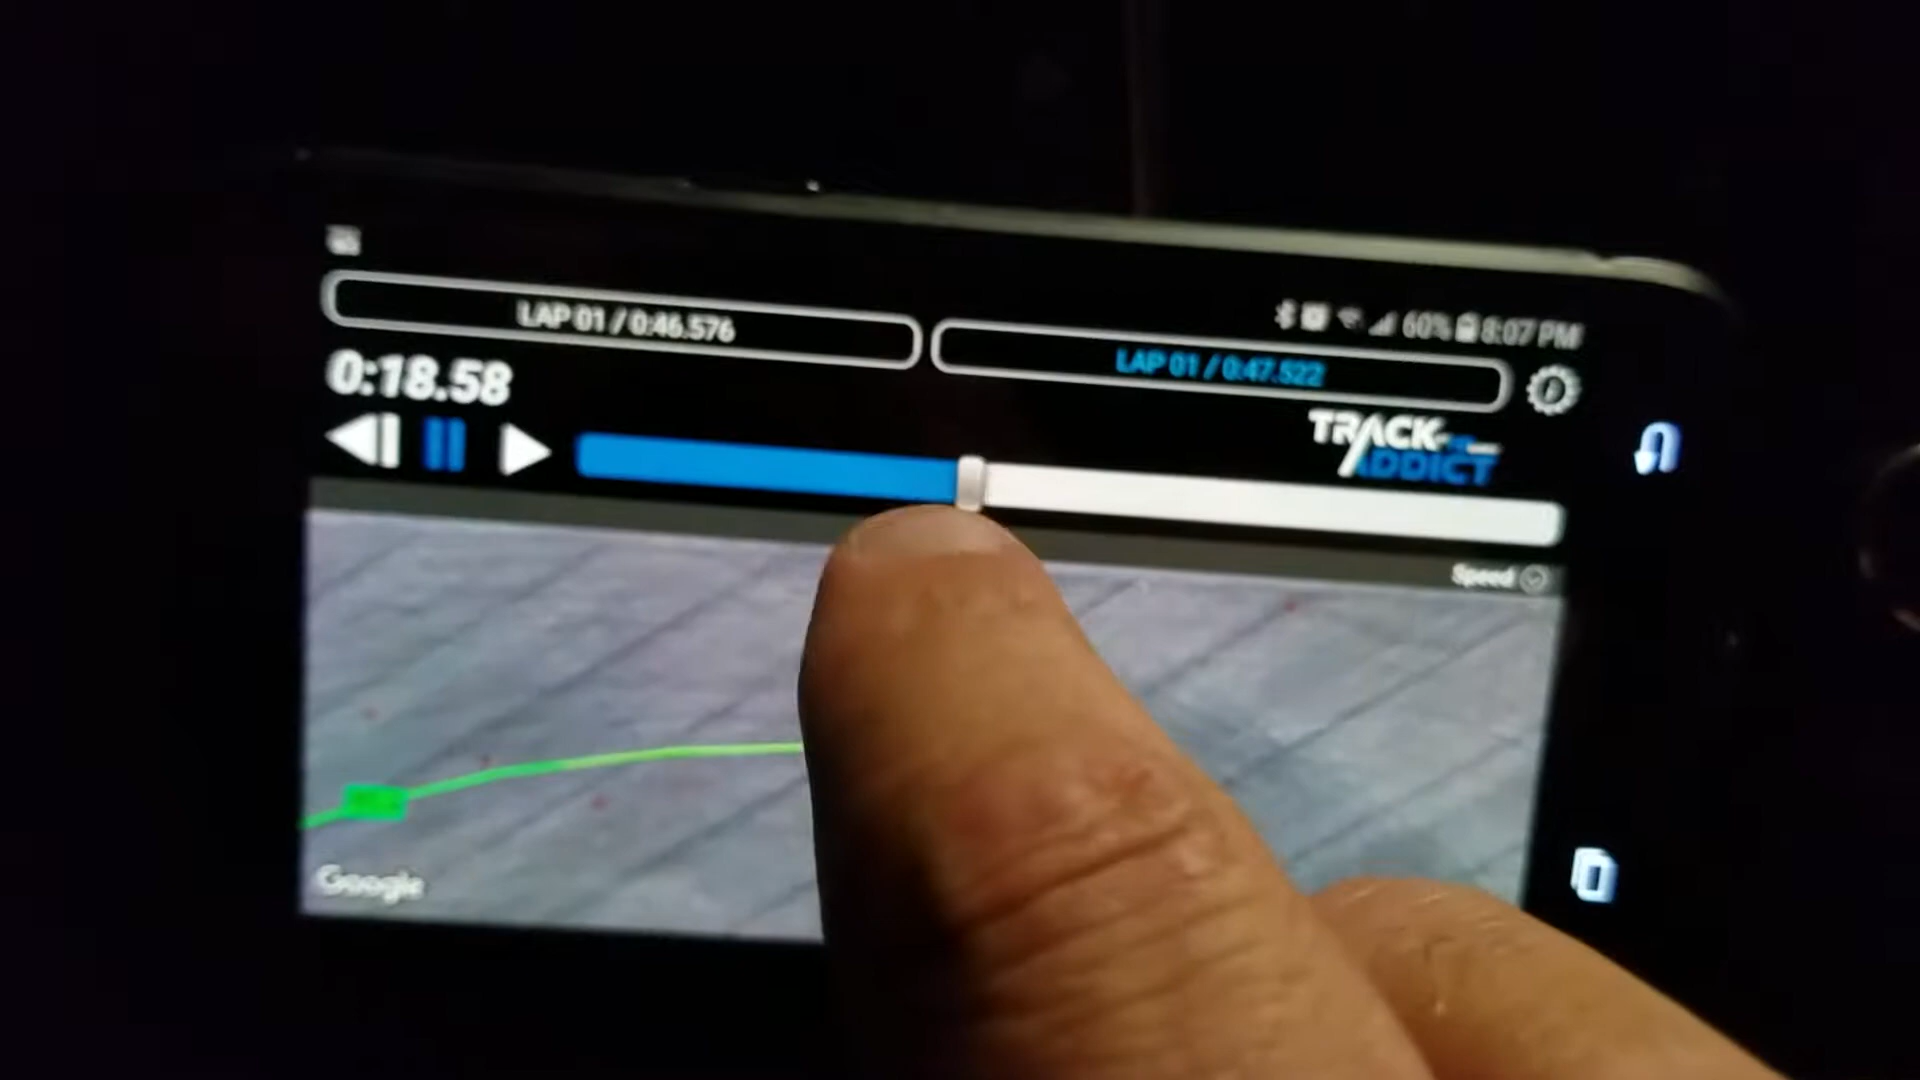 LAP 01 / 0:46.576
60% 8:07 PM
LAP 01 / 0:47.522
0:18.58
TRACK
ADDICT
Speed
Google